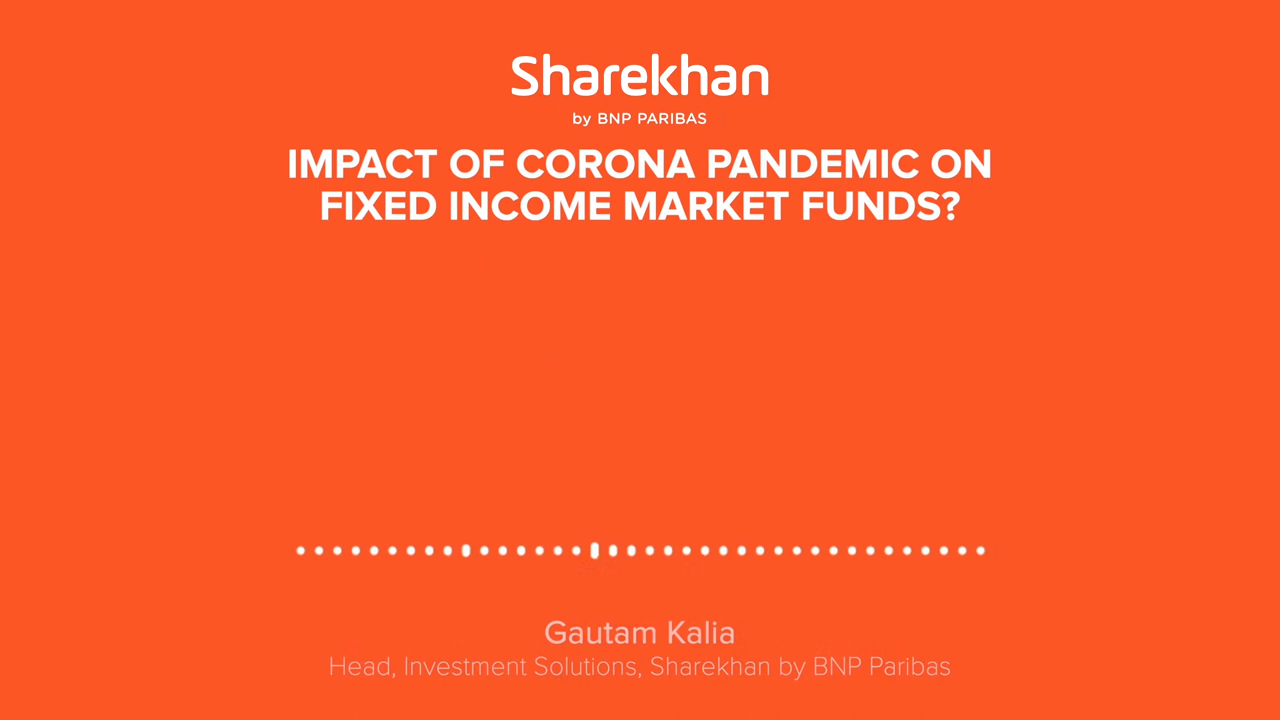 Sharekhan
by BNP PARIBAS
IMPACT OF CORONA PANDEMIC ON
FIXED INCOME MARKET FUNDS?
Gautam Kalia
Head, Investment Solutions, Sharekhan by BNP Paribas